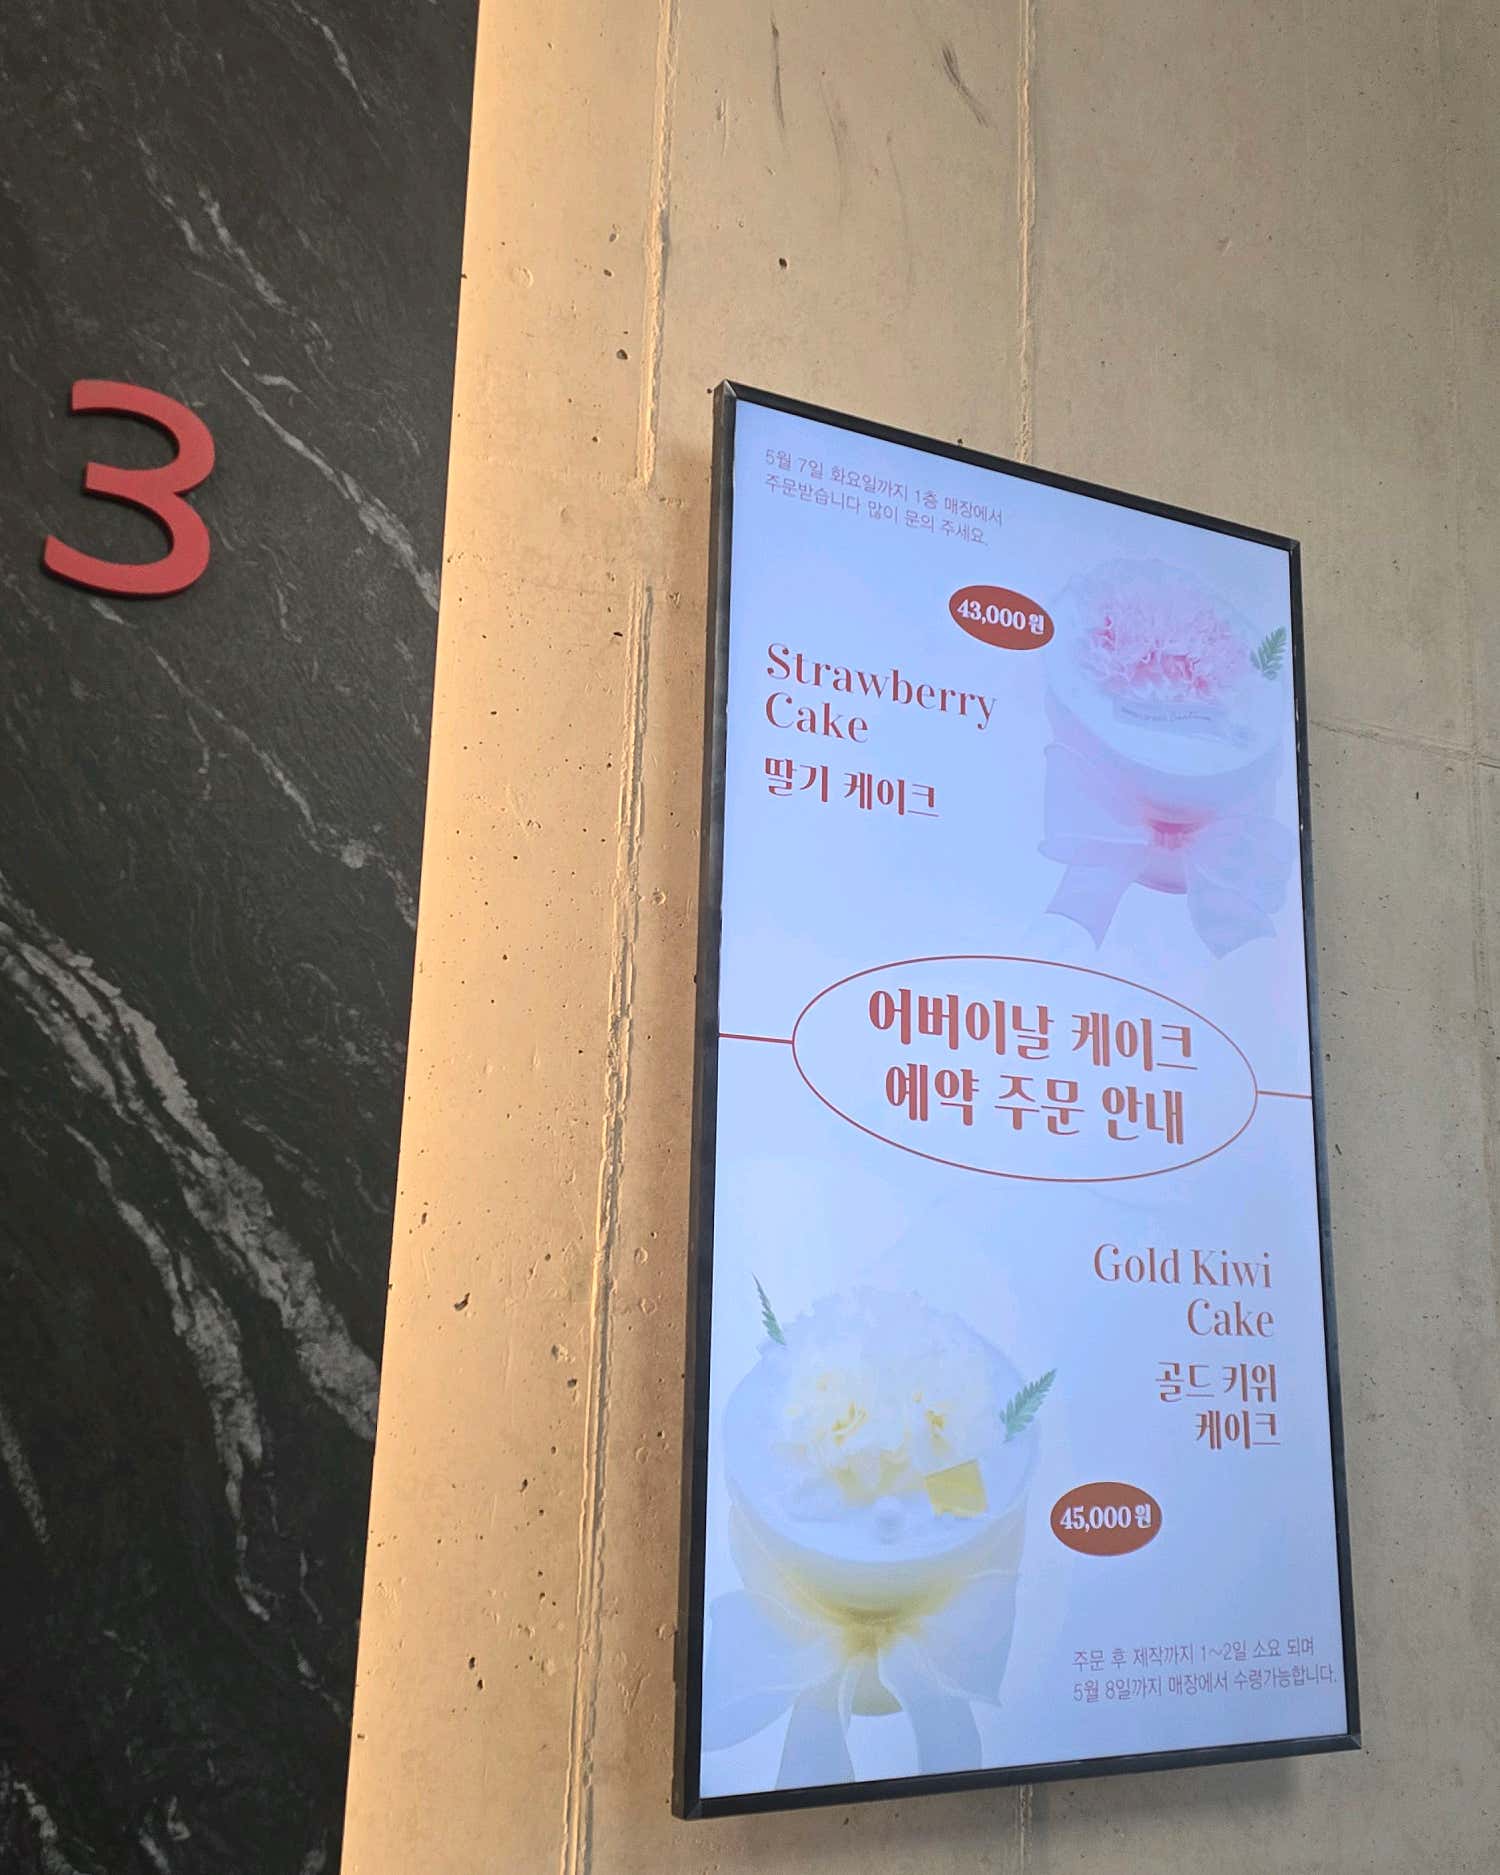 3
5월 7일 화요일까지 1층 매장에서
주문받습니다 많이 문의 주세요.
43,000원
Strawberry
Cake
딸기 케이크
어버이날 케이크
예약 주문 안내
Gold Kiwi
Cake
골드 키위
케이크
45,000원
주문 후 제작까지 1~2일 소요 되며
5월 8일까지 매장에서 수령가능합니다.